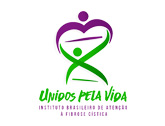 Unidos pela Vida
INSTITUTO BRASILEIRO DE ATENÇÃO
À FIBROSE CÍSTICA